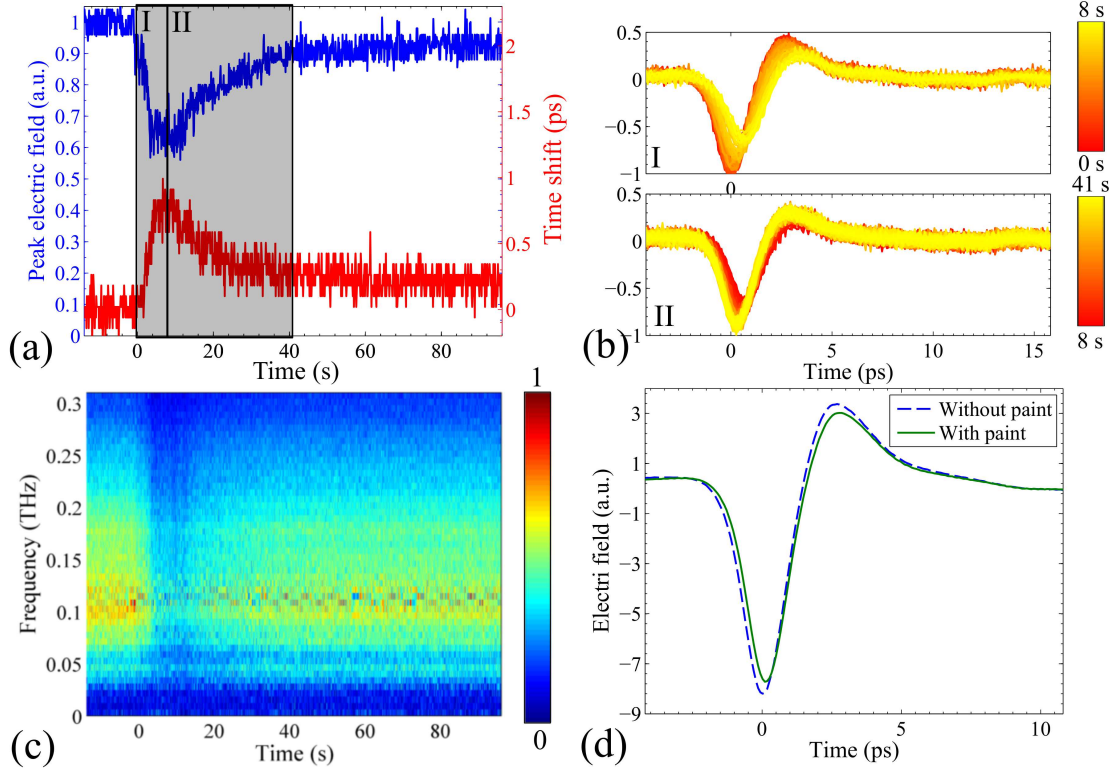 I II
1
0.9
0.8
0.7
0.6
0.5
0.4
0.3
0.2
0.1
0
Peak electric field (a.u.)
2
1.5
1
0.5
0
Time shift (ps)
0 20 40 60 80
Time (s)
(a)
0.5
0
−0.5
−1
I
0
8 s
0 s
0.5
0
−0.5
−1
II
0 5 10 15
Time (ps)
41 s
8 s
(b)
0.3
0.25
0.2
0.15
0.1
0.05
0
Frequency (THz)
0 20 40 60 80
Time (s)
1
0
(c)
3
1
−1
−3
−5
−7
−9
Electri field (a.u.)
Without paint
With paint
0 5 10
Time (ps)
(d)